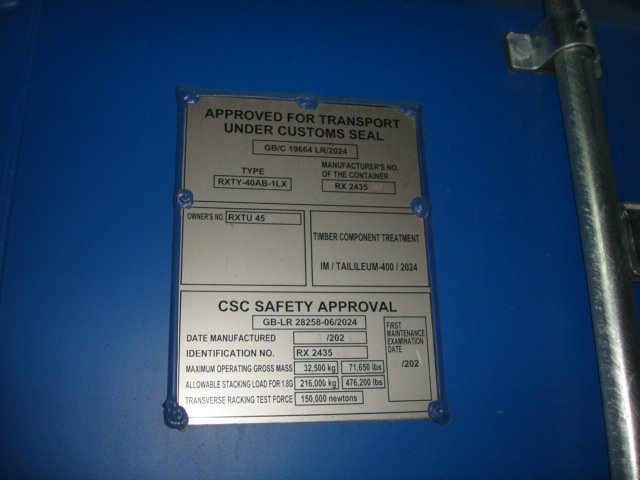 APPROVED FOR TRANSPORT
UNDER CUSTOMS SEAL
GB/C 19664 LR/2024
TYPE
RXTY-40AB-1LX
MANUFACTURER'S NO.
OF THE CONTAINER
RX 2435
OWNER'S NO. RXTU 45
TIMBER COMPONENT TREATMENT
IM / TAILILEUM-400 / 2024
CSC SAFETY APPROVAL
GB-LR 28258-06/2024
DATE MANUFACTURED /202
IDENTIFICATION NO. RX 2435
MAXIMUM OPERATING GROSS MASS 32,500 kg 71,650 lbs
ALLOWABLE STACKING LOAD FOR 1.8G 216,000 kg 476,200 lbs
TRANSVERSE RACKING TEST FORCE 150,000 newtons
FIRST
MAINTENANCE
EXAMINATION
DATE
/202